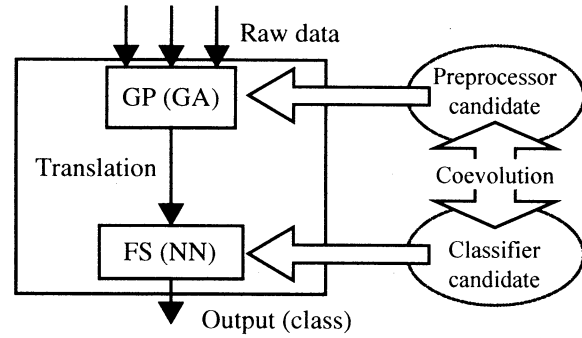 Raw data
GP (GA)
Preprocessor
candidate
Translation
Coevolution
FS (NN)
Classifier
candidate
Output (class)